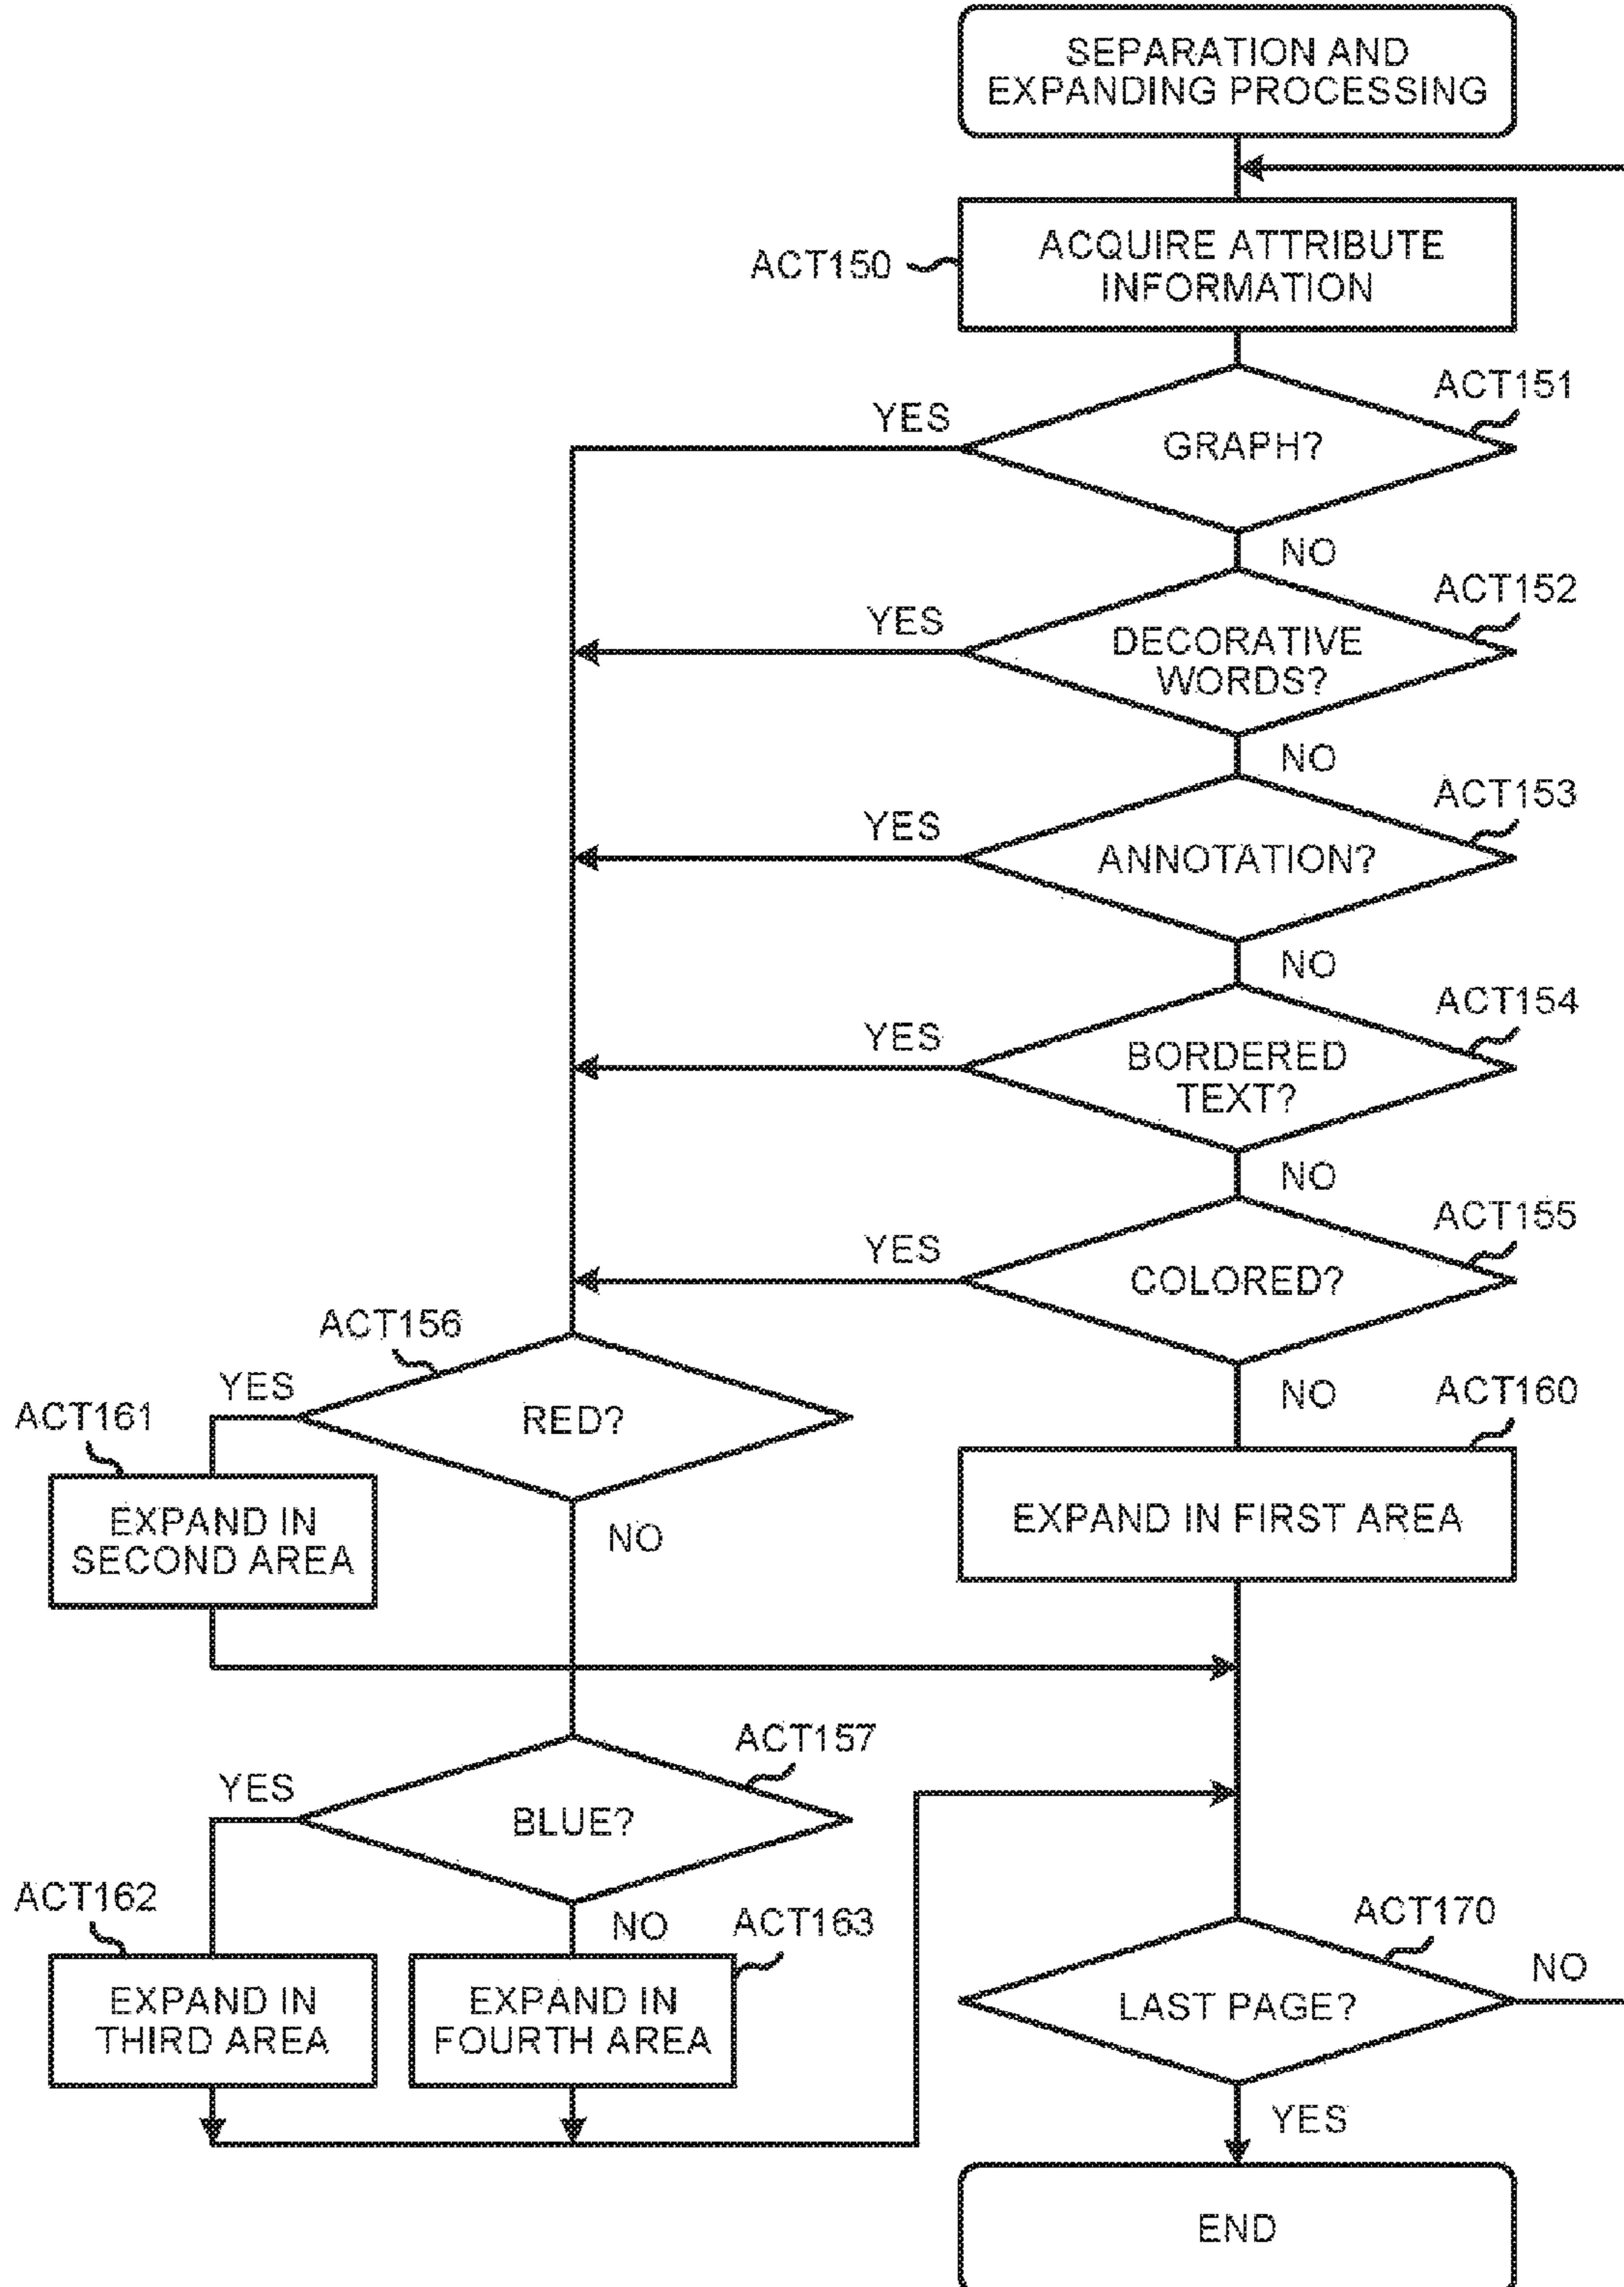 SEPARATION AND
EXPANDING PROCESSING
ACT150
ACQUIRE ATTRIBUTE
INFORMATION
ACT151
YES
GRAPH?
NO
ACT152
YES
DECORATIVE
WORDS?
NO
ACT153
YES
ANNOTATION?
NO
ACT154
YES
BORDERED
TEXT?
NO
ACT155
YES
COLORED?
ACT156
NO
YES
RED?
ACT160
ACT161
EXPAND IN
SECOND AREA
NO
EXPAND IN FIRST AREA
ACT157
YES
BLUE?
ACT162
NO
ACT163
ACT170
EXPAND IN
THIRD AREA
EXPAND IN
FOURTH AREA
LAST PAGE?
NO
YES
END